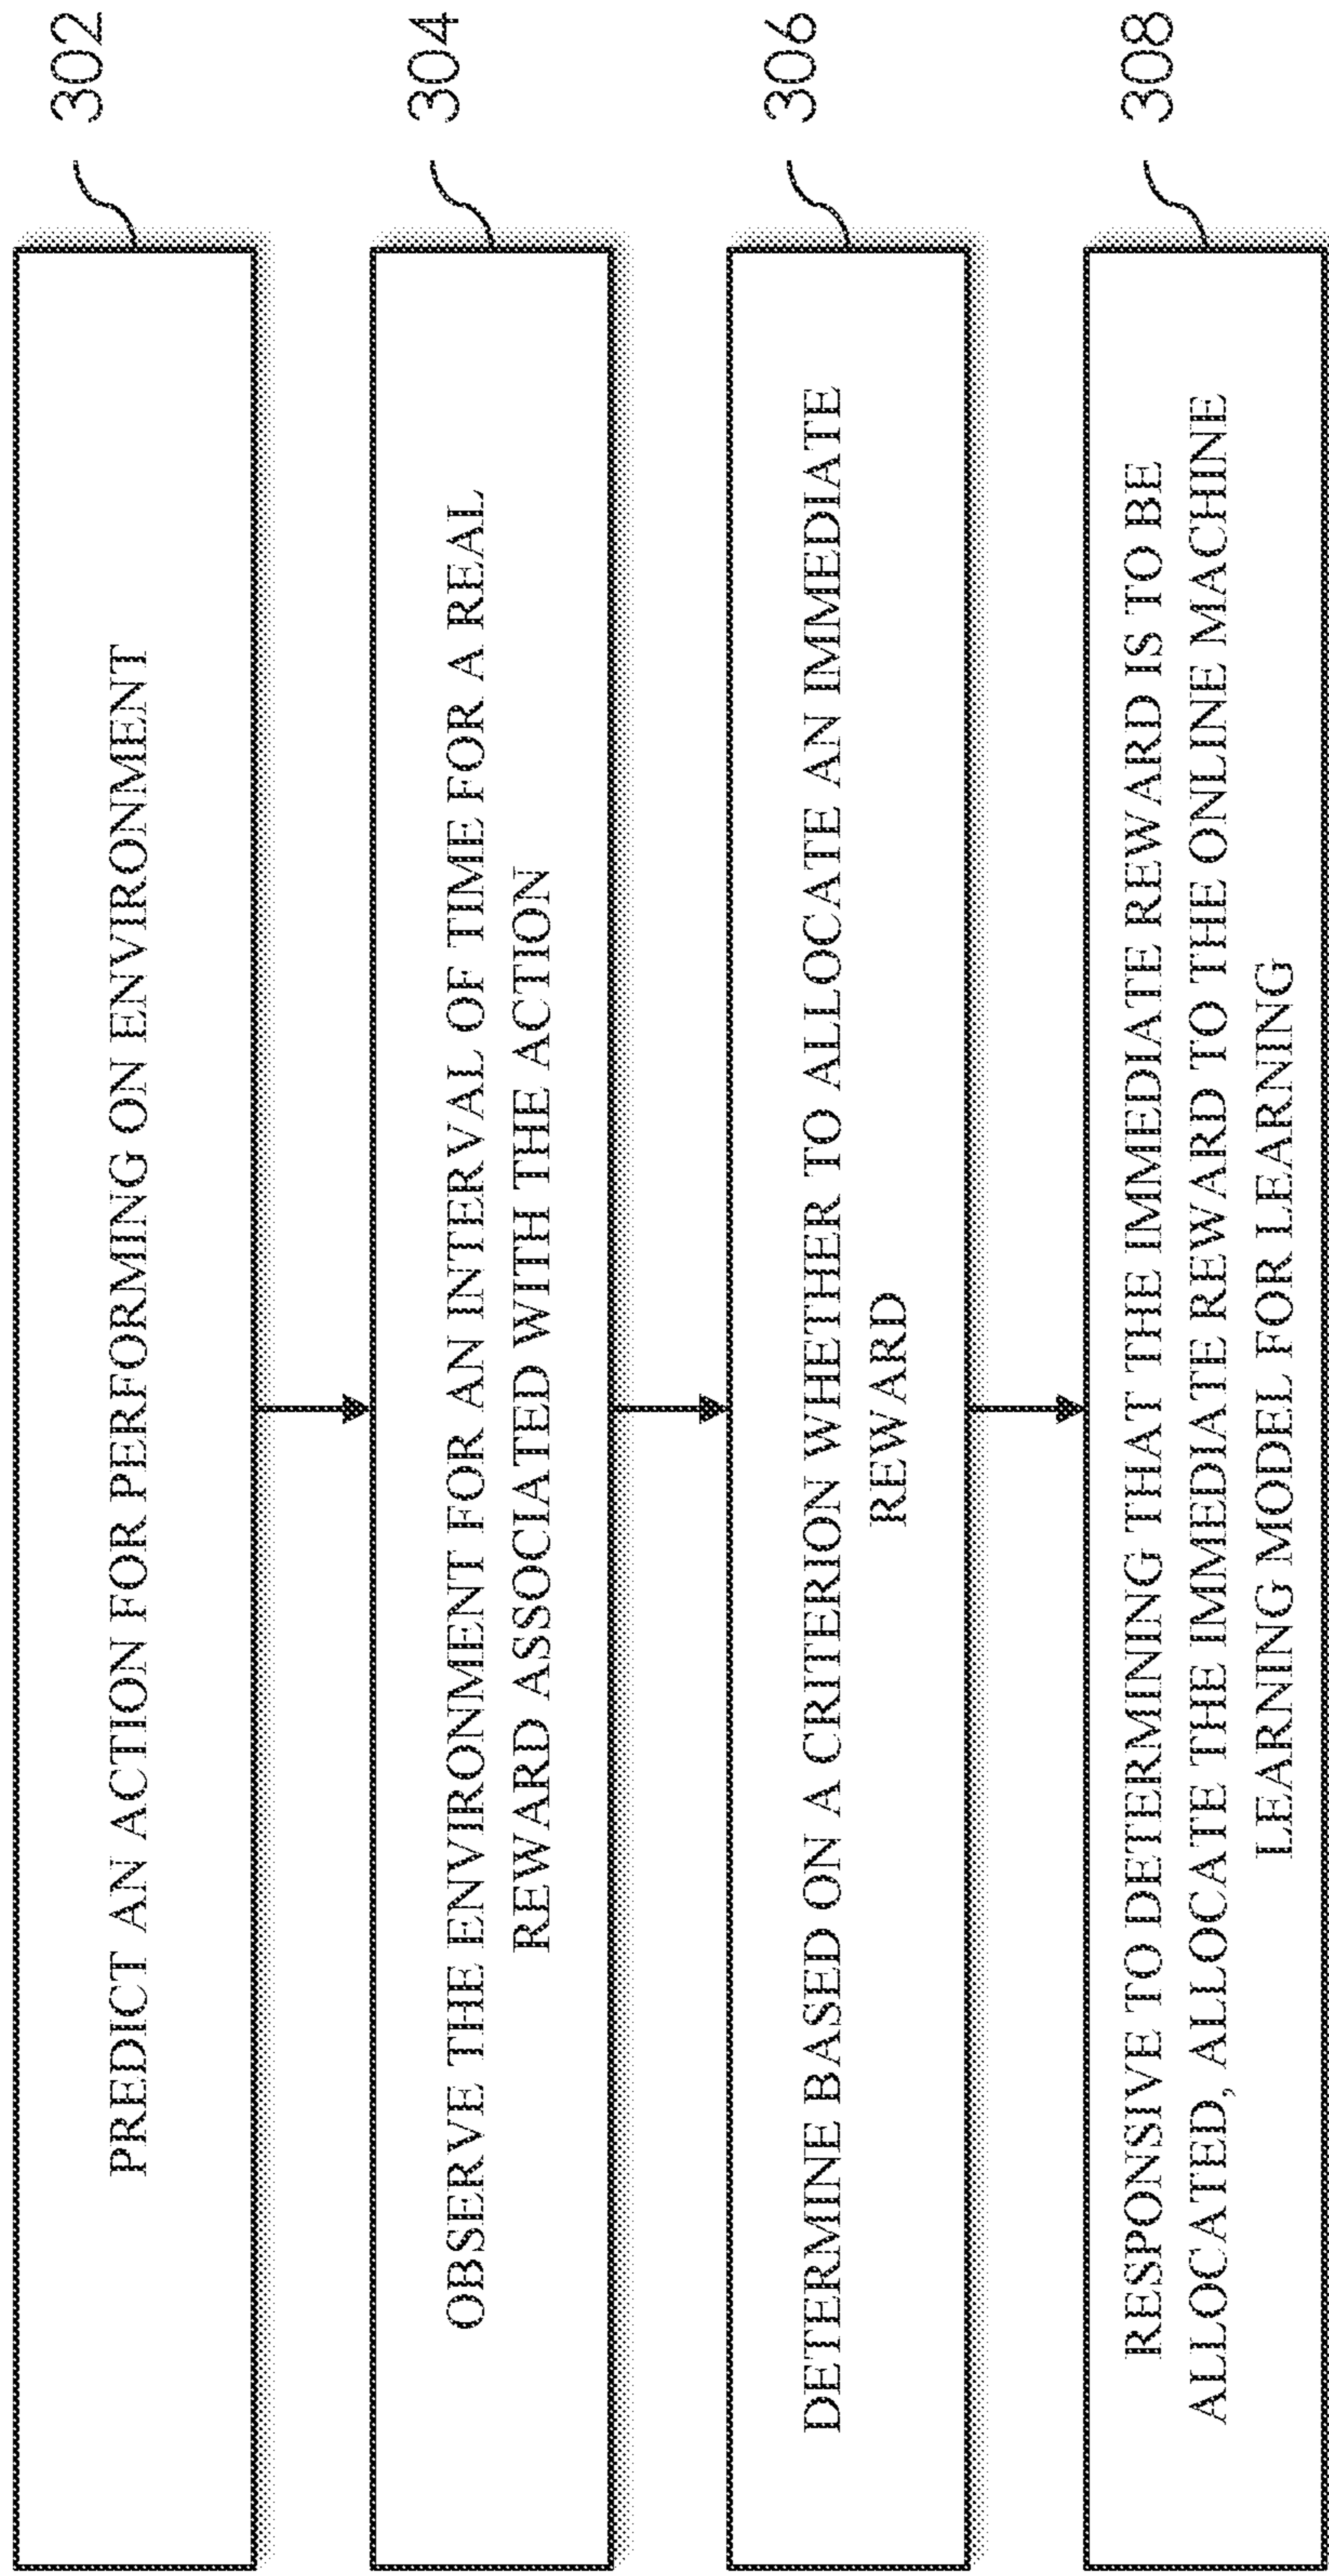 PREDICT AN ACTION FOR PERFORMING ON ENVIRONMENT
302
OBSERVE THE ENVIRONMENT FOR AN INTERVAL OF TIME FOR A REAL
REWARD ASSOCIATED WITH THE ACTION
304
DETERMINE BASED ON A CRITERION WHETHER TO ALLOCATE AN IMMEDIATE
REWARD
306
RESPONSIVE TO DETERMINING THAT THE IMMEDIATE REWARD IS TO BE
ALLOCATED, ALLOCATE THE IMMEDIATE REWARD TO THE ONLINE MACHINE
LEARNING MODEL FOR LEARNING
308